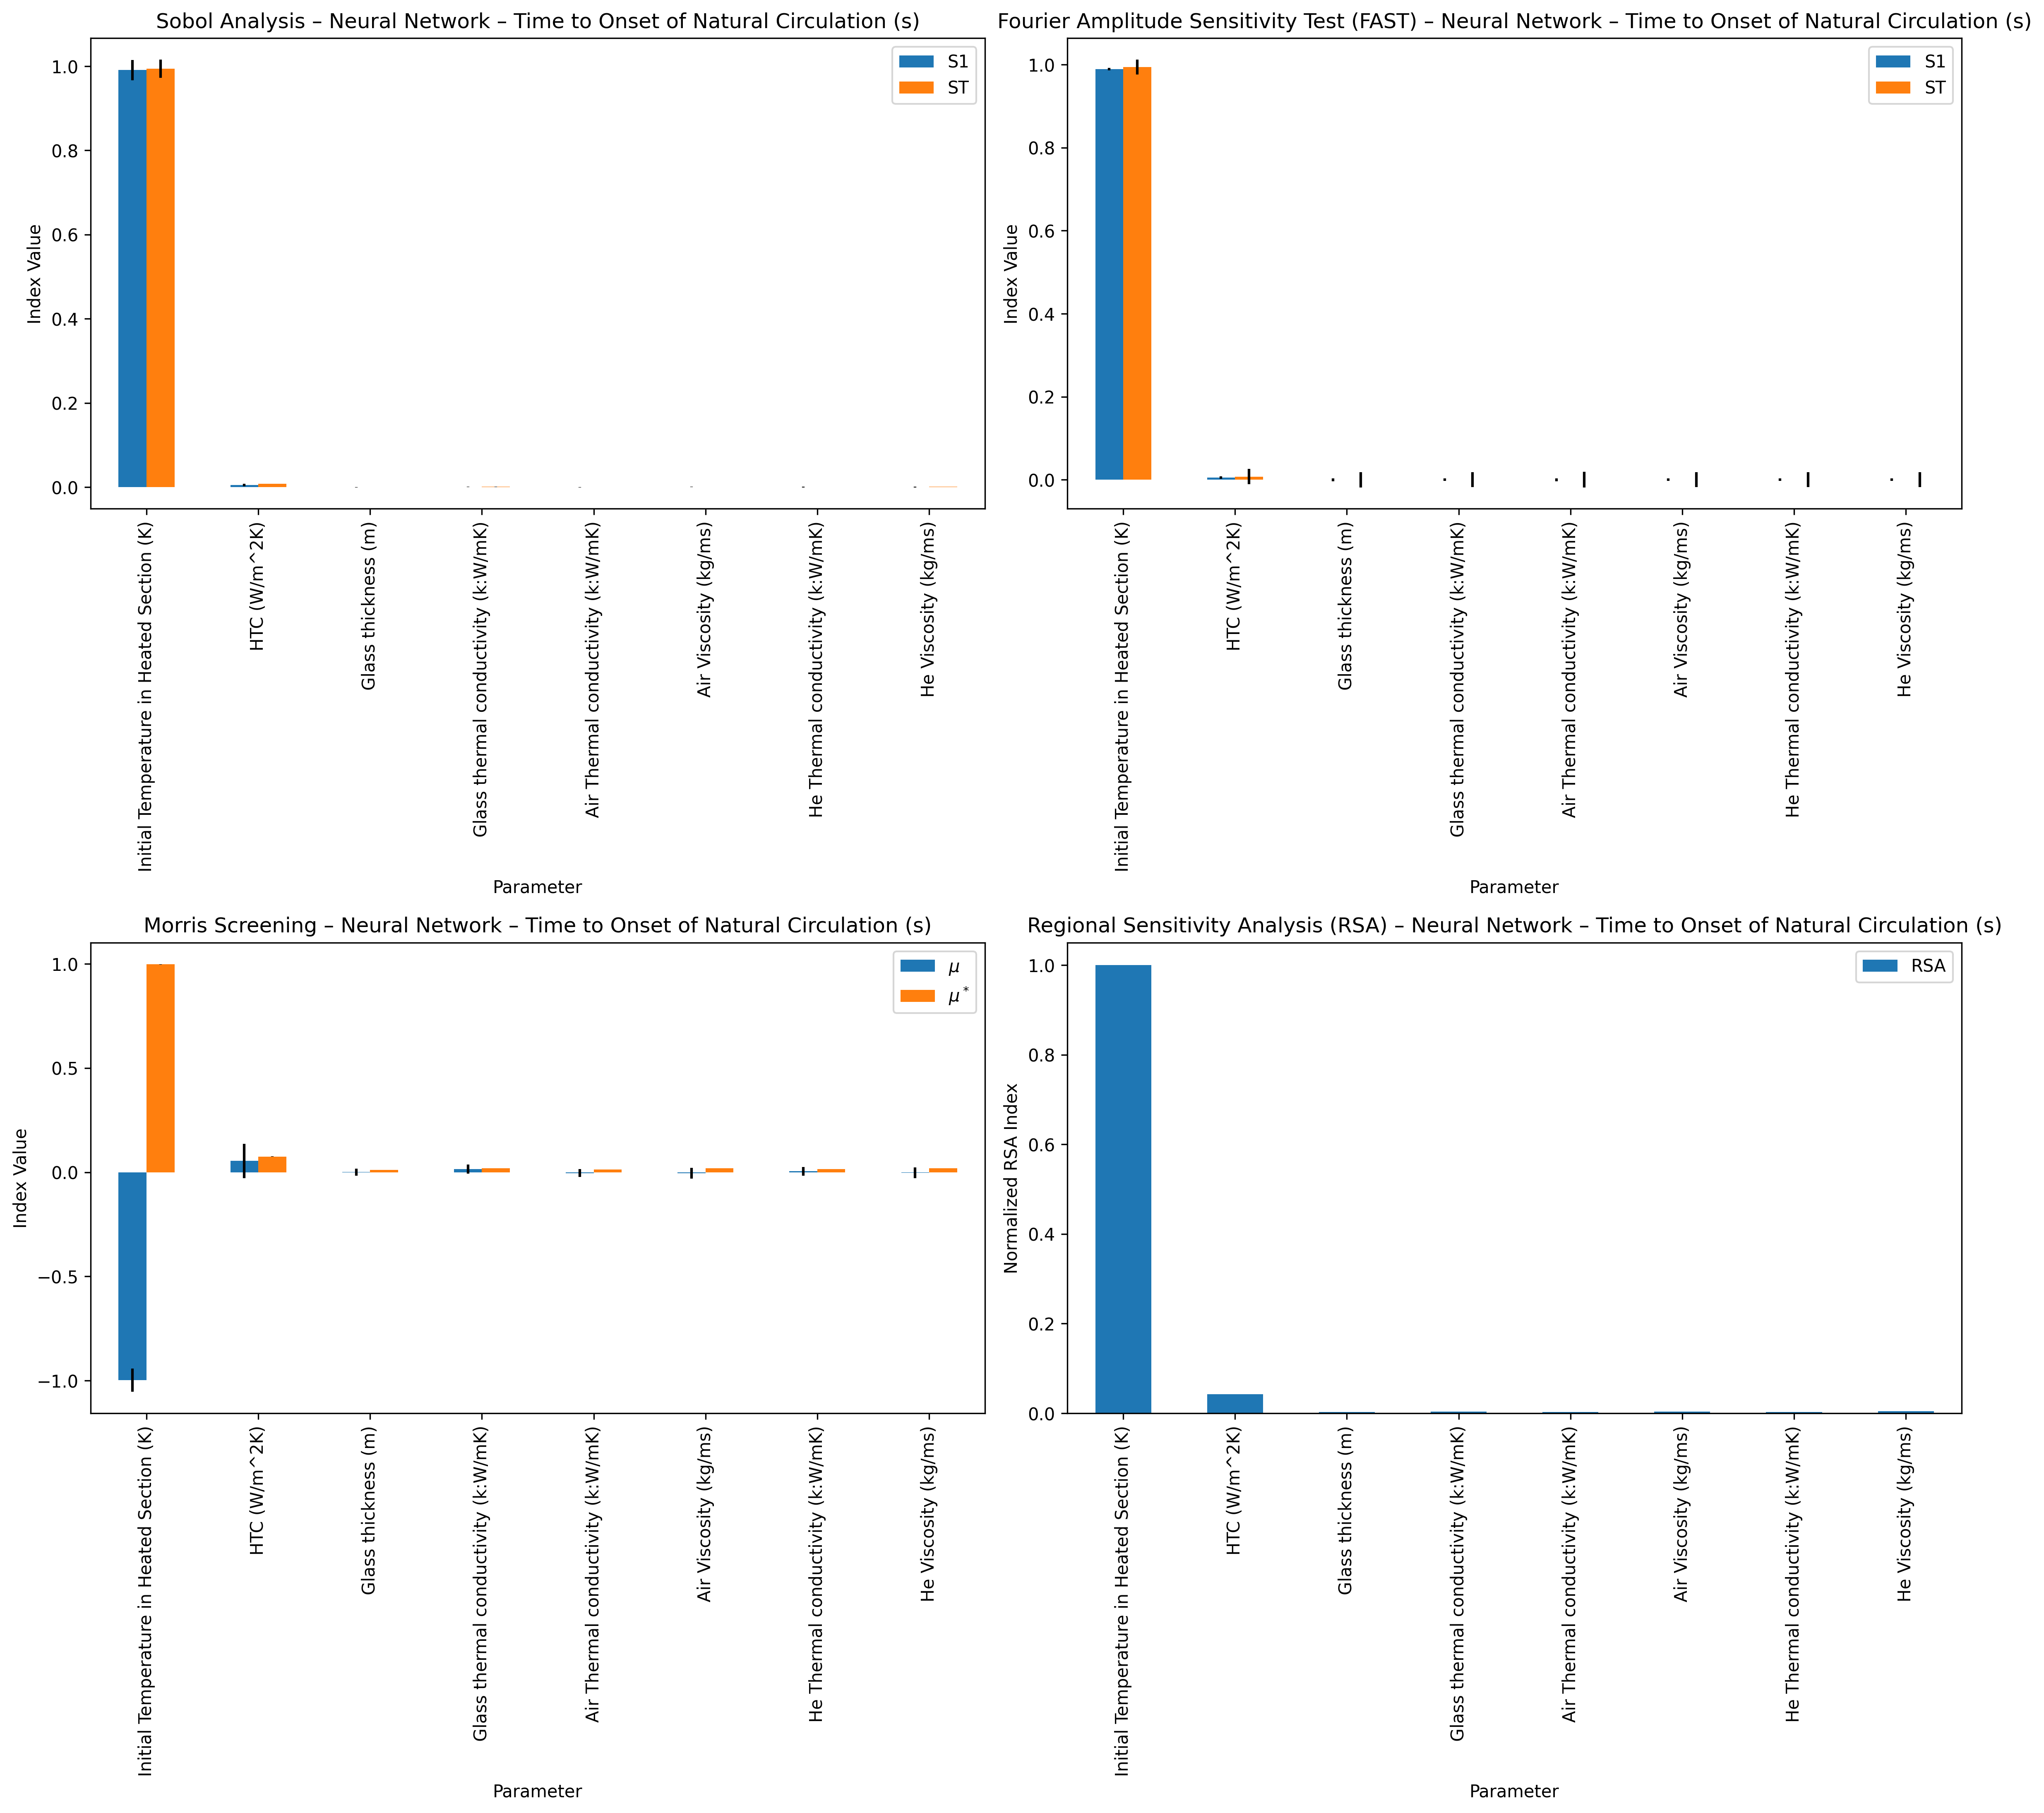 Sobol Analysis – Neural Network – Time to Onset of Natural Circulation (s)
S1
ST
1.0
0.8
0.6
0.4
0.2
0.0
Index Value
Initial Temperature in Heated Section (K)
HTC (W/m^2K)
Glass thickness (m)
Glass thermal conductivity (k:W/mK)
Air Thermal conductivity (k:W/mK)
Air Viscosity (kg/ms)
He Thermal conductivity (k:W/mK)
He Viscosity (kg/ms)
Parameter
Fourier Amplitude Sensitivity Test (FAST) – Neural Network – Time to Onset of Natural Circulation (s)
S1
ST
1.0
0.8
0.6
0.4
0.2
0.0
Index Value
Initial Temperature in Heated Section (K)
HTC (W/m^2K)
Glass thickness (m)
Glass thermal conductivity (k:W/mK)
Air Thermal conductivity (k:W/mK)
Air Viscosity (kg/ms)
He Thermal conductivity (k:W/mK)
He Viscosity (kg/ms)
Parameter
Morris Screening – Neural Network – Time to Onset of Natural Circulation (s)
μ
μ*
1.0
0.5
0.0
−0.5
−1.0
Index Value
Initial Temperature in Heated Section (K)
HTC (W/m^2K)
Glass thickness (m)
Glass thermal conductivity (k:W/mK)
Air Thermal conductivity (k:W/mK)
Air Viscosity (kg/ms)
He Thermal conductivity (k:W/mK)
He Viscosity (kg/ms)
Parameter
Regional Sensitivity Analysis (RSA) – Neural Network – Time to Onset of Natural Circulation (s)
RSA
1.0
0.8
0.6
0.4
0.2
0.0
Normalized RSA Index
Initial Temperature in Heated Section (K)
HTC (W/m^2K)
Glass thickness (m)
Glass thermal conductivity (k:W/mK)
Air Thermal conductivity (k:W/mK)
Air Viscosity (kg/ms)
He Thermal conductivity (k:W/mK)
He Viscosity (kg/ms)
Parameter